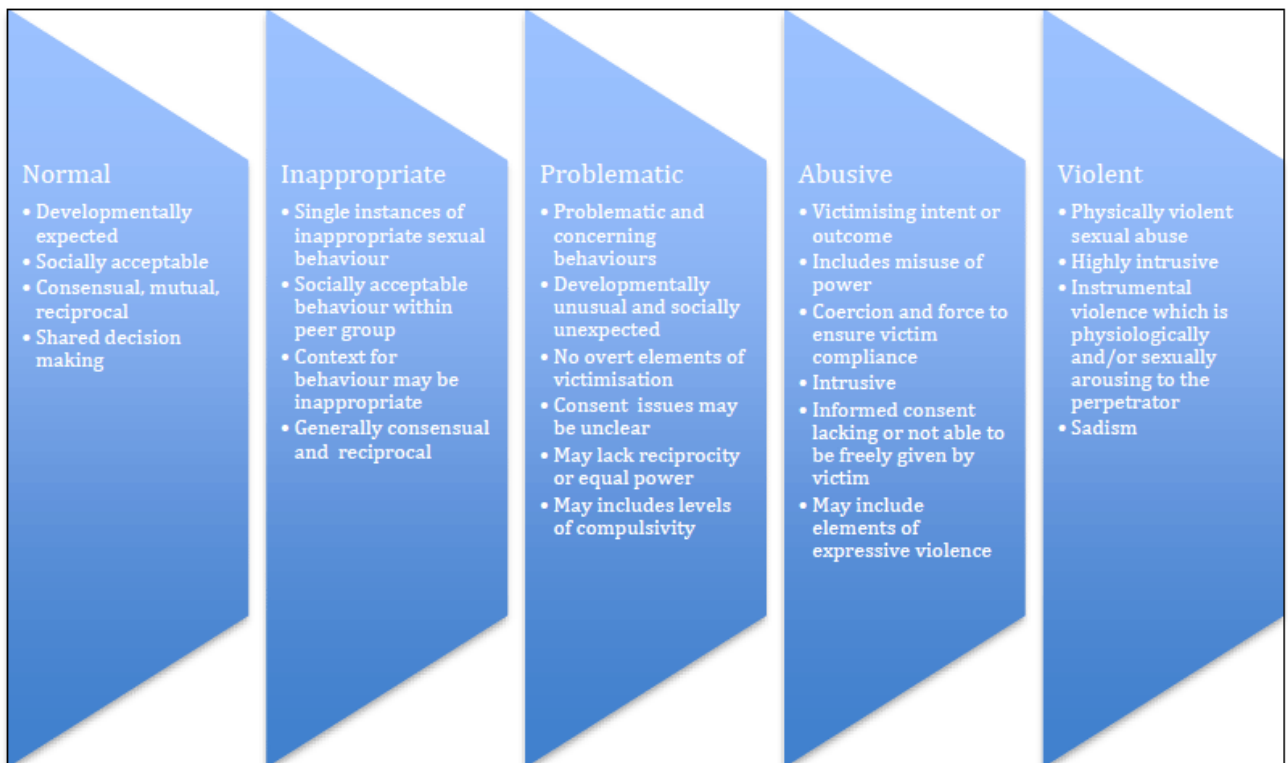 Normal
• Developmentally
expected
• Socially acceptable
• Consensual, mutual,
reciprocal
• Shared decision
making
Inappropriate
• Single instances of
inappropriate sexual
behaviour
• Socially acceptable
behaviour within
peer group
• Context for
behaviour may be
inappropriate
• Generally consensual
and reciprocal
Problematic
• Problematic and
concerning
behaviours
• Developmentally
unusual and socially
unexpected
• No overt elements of
victimisation
• Consent issues may
be unclear
• May lack reciprocity
or equal power
• May includes levels
of compulsivity
Abusive
• Victimising intent or
outcome
• Includes misuse of
power
• Coercion and force to
ensure victim
compliance
• Intrusive
• Informed consent
lacking or not able to
be freely given by
victim
• May include
elements of
expressive violence
Violent
• Physically violent
sexual abuse
• Highly intrusive
• Instrumental
violence which is
physiologically
and/or sexually
arousing to the
perpetrator
• Sadism